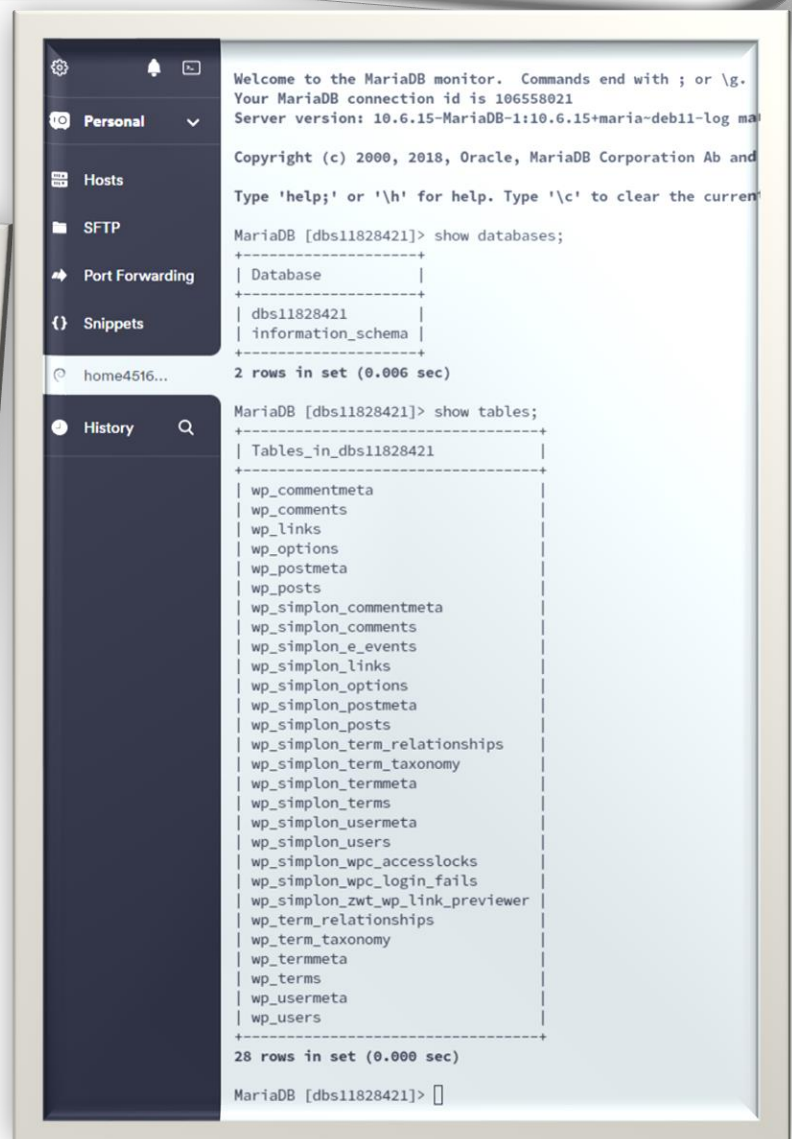 Personal
Hosts
SFTP
Port Forwarding
{} Snippets
home4516...
History
Welcome to the MariaDB monitor.  Commands end with ; or \g.
Your MariaDB connection id is 106558021
Server version: 10.6.15-MariaDB-1:10.6.15+maria~deb11-log
Copyright (c) 2000, 2018, Oracle, MariaDB Corporation Ab and
Type 'help;' or '\h' for help. Type '\c' to clear the
MariaDB [dbs11828421]> show databases;
+--------------------+
| Database           |
+--------------------+
| dbs11828421        |
| information_schema |
+--------------------+
2 rows in set (0.006 sec)
MariaDB [dbs11828421]> show tables;
+----------------------------------+
| Tables_in_dbs11828421            |
+----------------------------------+
| wp_commentmeta                   |
| wp_comments                      |
| wp_links                         |
| wp_options                       |
| wp_postmeta                      |
| wp_posts                         |
| wp_simplon_commentmeta           |
| wp_simplon_comments              |
| wp_simplon_e_events              |
| wp_simplon_links                 |
| wp_simplon_options               |
| wp_simplon_postmeta              |
| wp_simplon_posts                 |
| wp_simplon_term_relationships    |
| wp_simplon_term_taxonomy         |
| wp_simplon_termmeta              |
| wp_simplon_terms                 |
| wp_simplon_usermeta              |
| wp_simplon_users                 |
| wp_simplon_wpc_accesslocks       |
| wp_simplon_wpc_login_fails       |
| wp_simplon_zwt_wp_link_previewer |
| wp_term_relationships            |
| wp_term_taxonomy                 |
| wp_termmeta                      |
| wp_terms                         |
| wp_usermeta                      |
| wp_users                         |
+----------------------------------+
28 rows in set (0.000 sec)
MariaDB [dbs11828421]>